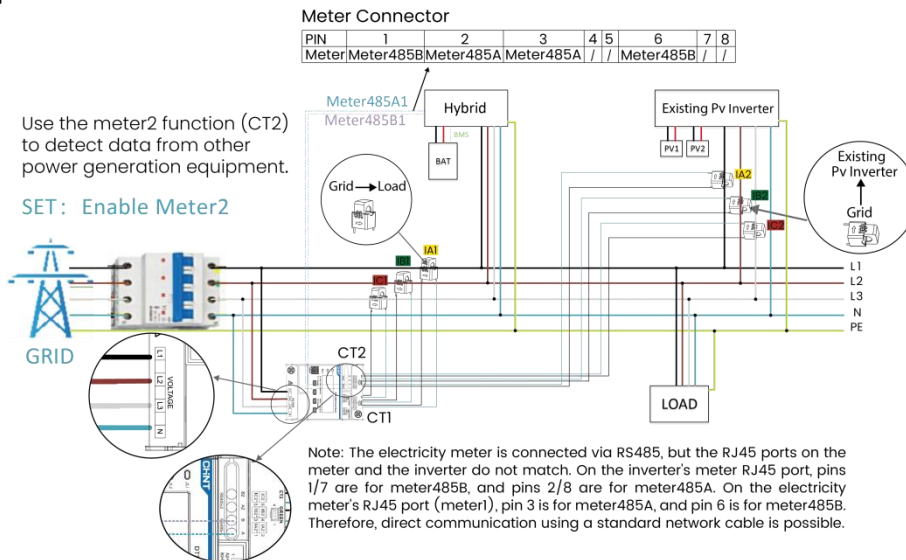 Meter Connector
PIN 1 2 3 4 5 6 7 8
Meter Meter485B Meter485A Meter485A / / Meter485B / /
Meter485A1
Meter485B1
Hybrid
Existing Pv Inverter
BMS
BAT
PV1 PV2
Use the meter2 function (CT2)
to detect data from other
power generation equipment.
SET: Enable Meter2
Grid Load
IA2
IB2
IC2
Existing
Pv Inverter
Grid
IA1
IB1
IC1
L1
L2
L3
N
PE
GRID
CT2
CT1
LOAD
L1
L2
L3
N
VOLTAGE
CHNT
Note: The electricity meter is connected via RS485, but the RJ45 ports on the
meter and the inverter do not match. On the inverter's meter RJ45 port, pins
1/7 are for meter485B, and pins 2/8 are for meter485A. On the electricity
meter's RJ45 port (meter1), pin 3 is for meter485A, and pin 6 is for meter485B.
Therefore, direct communication using a standard network cable is possible.